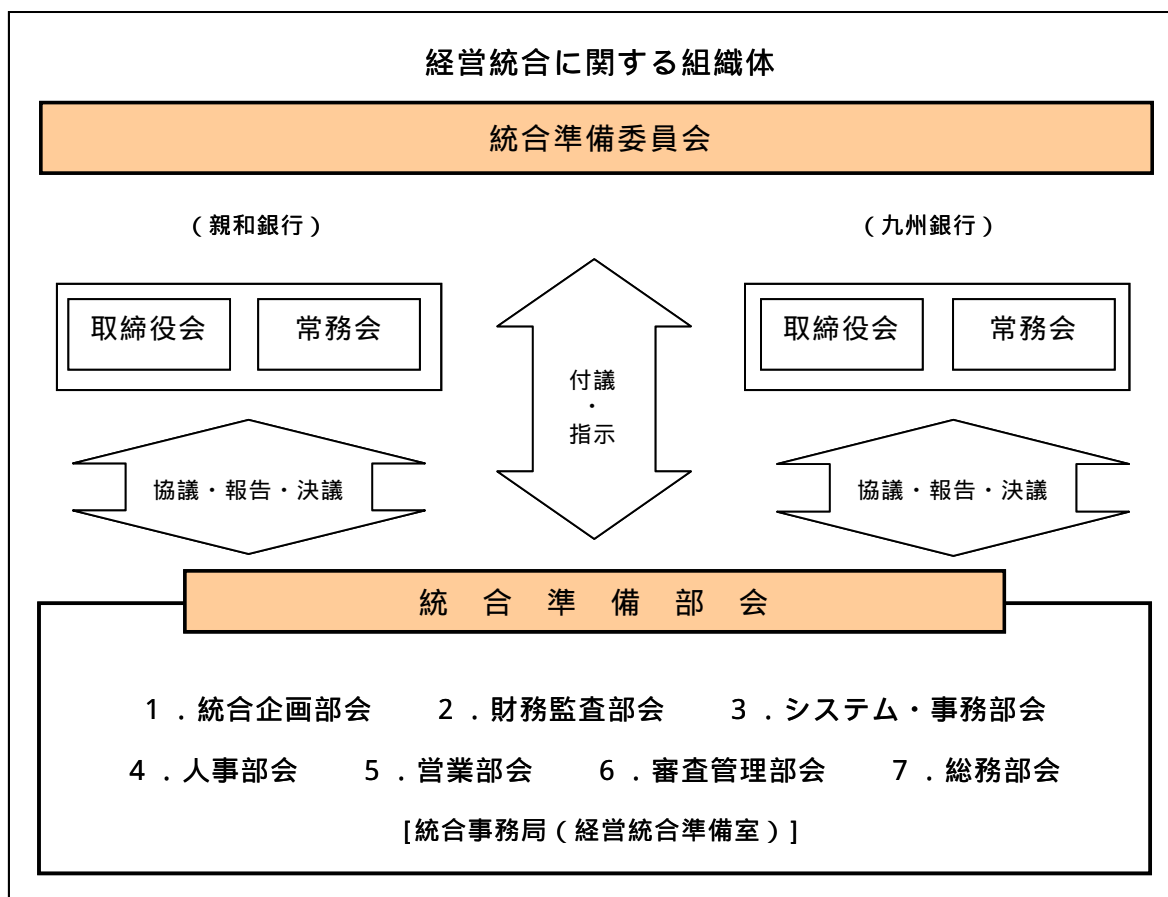 経営統合に関する組織体
統合準備委員会
（親和銀行） （九州銀行）
取締役会 常務会 取締役会 常務会
付議
・
指示
協議・報告・決議 協議・報告・決議
統 合 準 備 部 会
1．統合企画部会 2．財務監査部会 3．システム・事務部会
4．人事部会 5．営業部会 6．審査管理部会 7．総務部会
[統合事務局（経営統合準備室）]